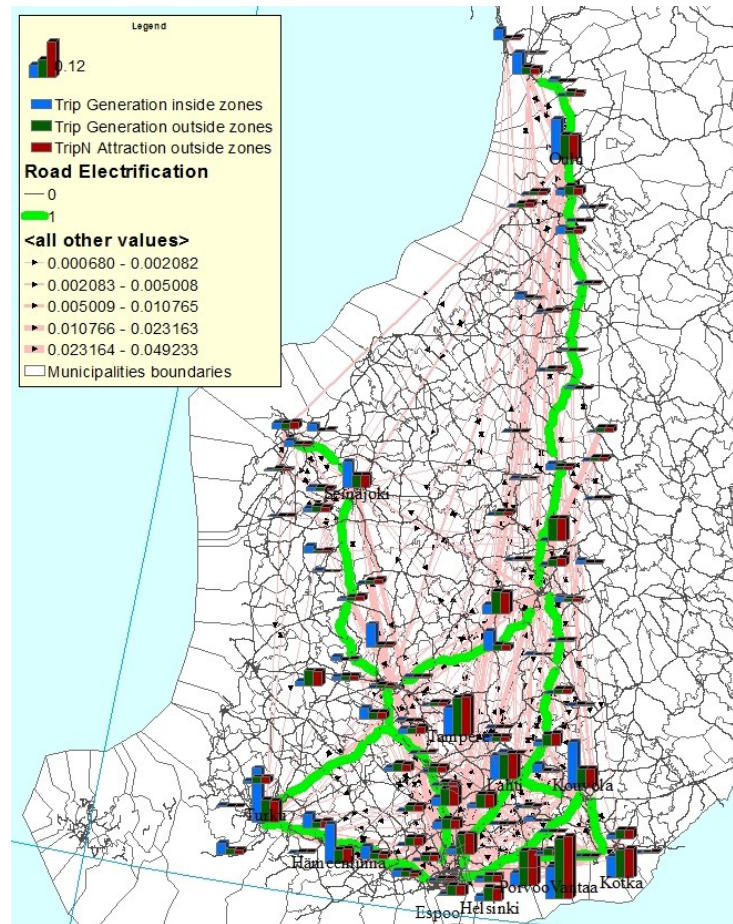 Legend
0.12
Trip Generation inside zones
Trip Generation outside zones
TripN Attraction outside zones
Road Electrification
0
1
<all other values>
0.000680 - 0.002082
0.002083 - 0.005008
0.005009 - 0.010765
0.010766 - 0.023163
0.023164 - 0.049233
Municipalities boundaries
Oulu
Seinäjoki
Tampere
Lahti
Kouvola
Turku
Hämeenlinna
Porvoo
Vantaa
Kotka
Helsinki
Espoo